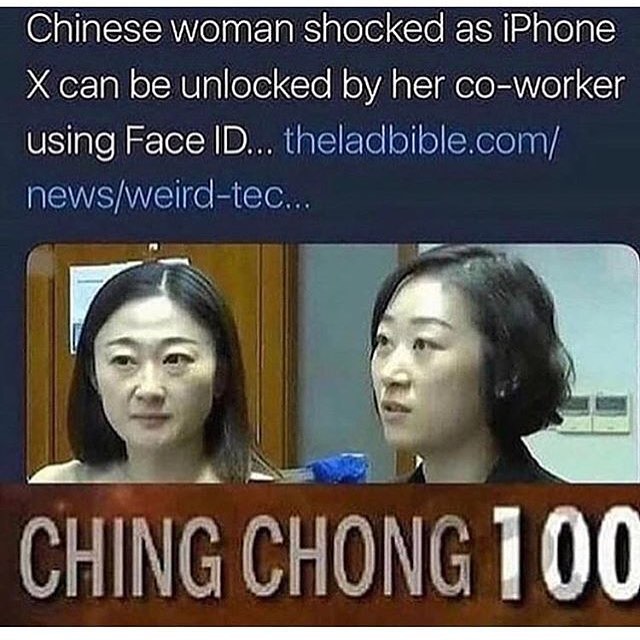 Chinese woman shocked as iPhone
X can be unlocked by her co-worker
using Face ID... theladbible.com/
news/weird-tec...
CHING CHONG 100